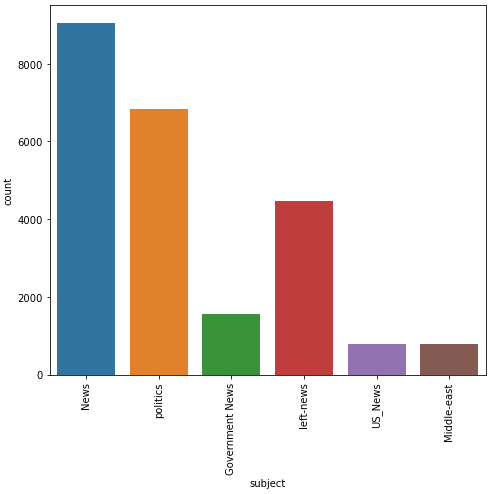 8000
6000
4000
2000
0
count
News
politics
Government News
left-news
US_News
Middle-east
subject